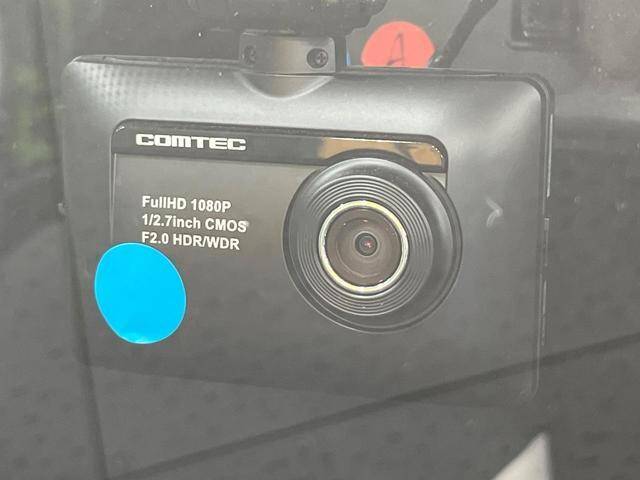 A
COMTEC
FullHD 1080P
1/2.7inch CMOS
F2.0 HDR/WDR